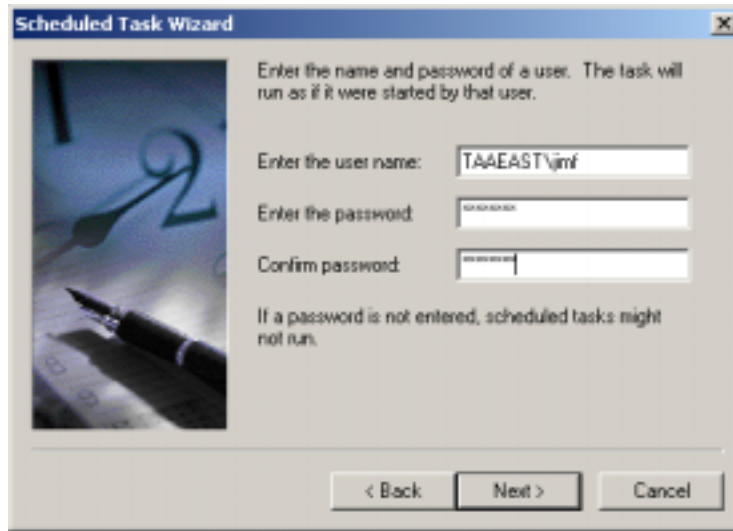 Scheduled Task Wizard
Enter the name and password of a user. The task will
run as if it were started by that user.
Enter the user name: TAAEAST\jmf
Enter the password:
Confirm password:
If a password is not entered, scheduled tasks might
not run.
< Back Next > Cancel